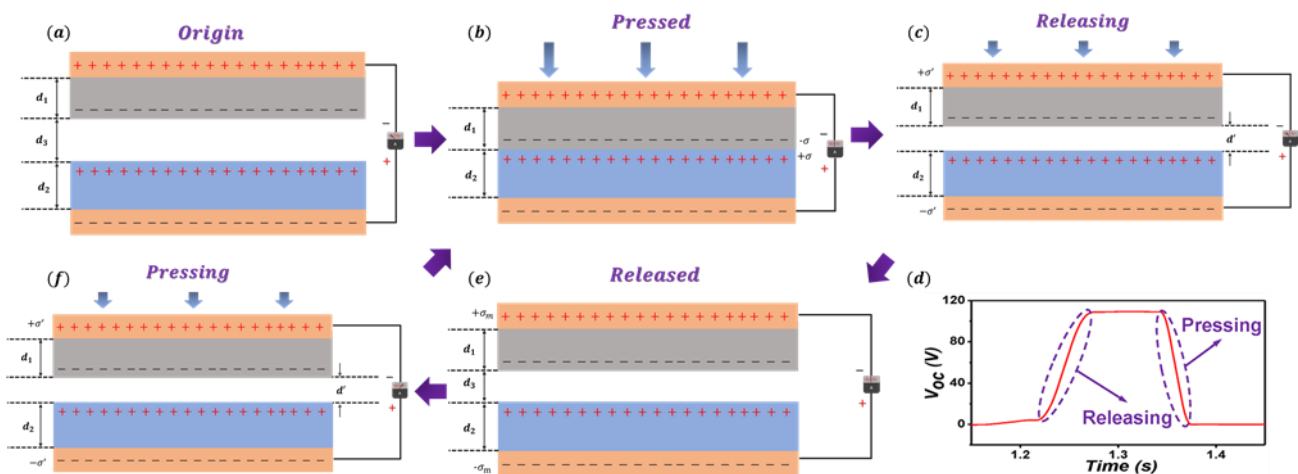 (a) Origin
+ + + + + + + + + + + + + + + + + + + +
d₁
− − − − − − − − − − − − − − − − − −
d₃
−
+
+ + + + + + + + + + + + + + + + + +
d₂
− − − − − − − − − − − − − − − − − −
(b) Pressed
+ + + + + + + + + + + + + + + + + + + +
d₁
− − − − − − − − − − − − − − − − − −
-σ
−
+σ
+
+ + + + + + + + + + + + + + + + + +
d₂
− − − − − − − − − − − − − − − − − −
(c) Releasing
+σ'
+ + + + + + + + + + + + + + + + + + + +
d₁
− − − − − − − − − − − − − − − − − −
−
d'
+
+ + + + + + + + + + + + + + + + + +
d₂
−σ'
− − − − − − − − − − − − − − − − − −
(f) Pressing
+σ'
+ + + + + + + + + + + + + + + + + + + +
d₁
− − − − − − − − − − − − − − − − − −
−
d'
+
+ + + + + + + + + + + + + + + + + +
d₂
−σ'
− − − − − − − − − − − − − − − − − −
(e) Released
+σₘ
+ + + + + + + + + + + + + + + + + + + +
d₁
− − − − − − − − − − − − − − − − − −
−
d₃
+
+ + + + + + + + + + + + + + + + + +
d₂
-σₘ
− − − − − − − − − − − − − − − − − −
(d)
120
80
40
0
V_OC (V)
Pressing
Releasing
1.2 1.3 1.4
Time (s)